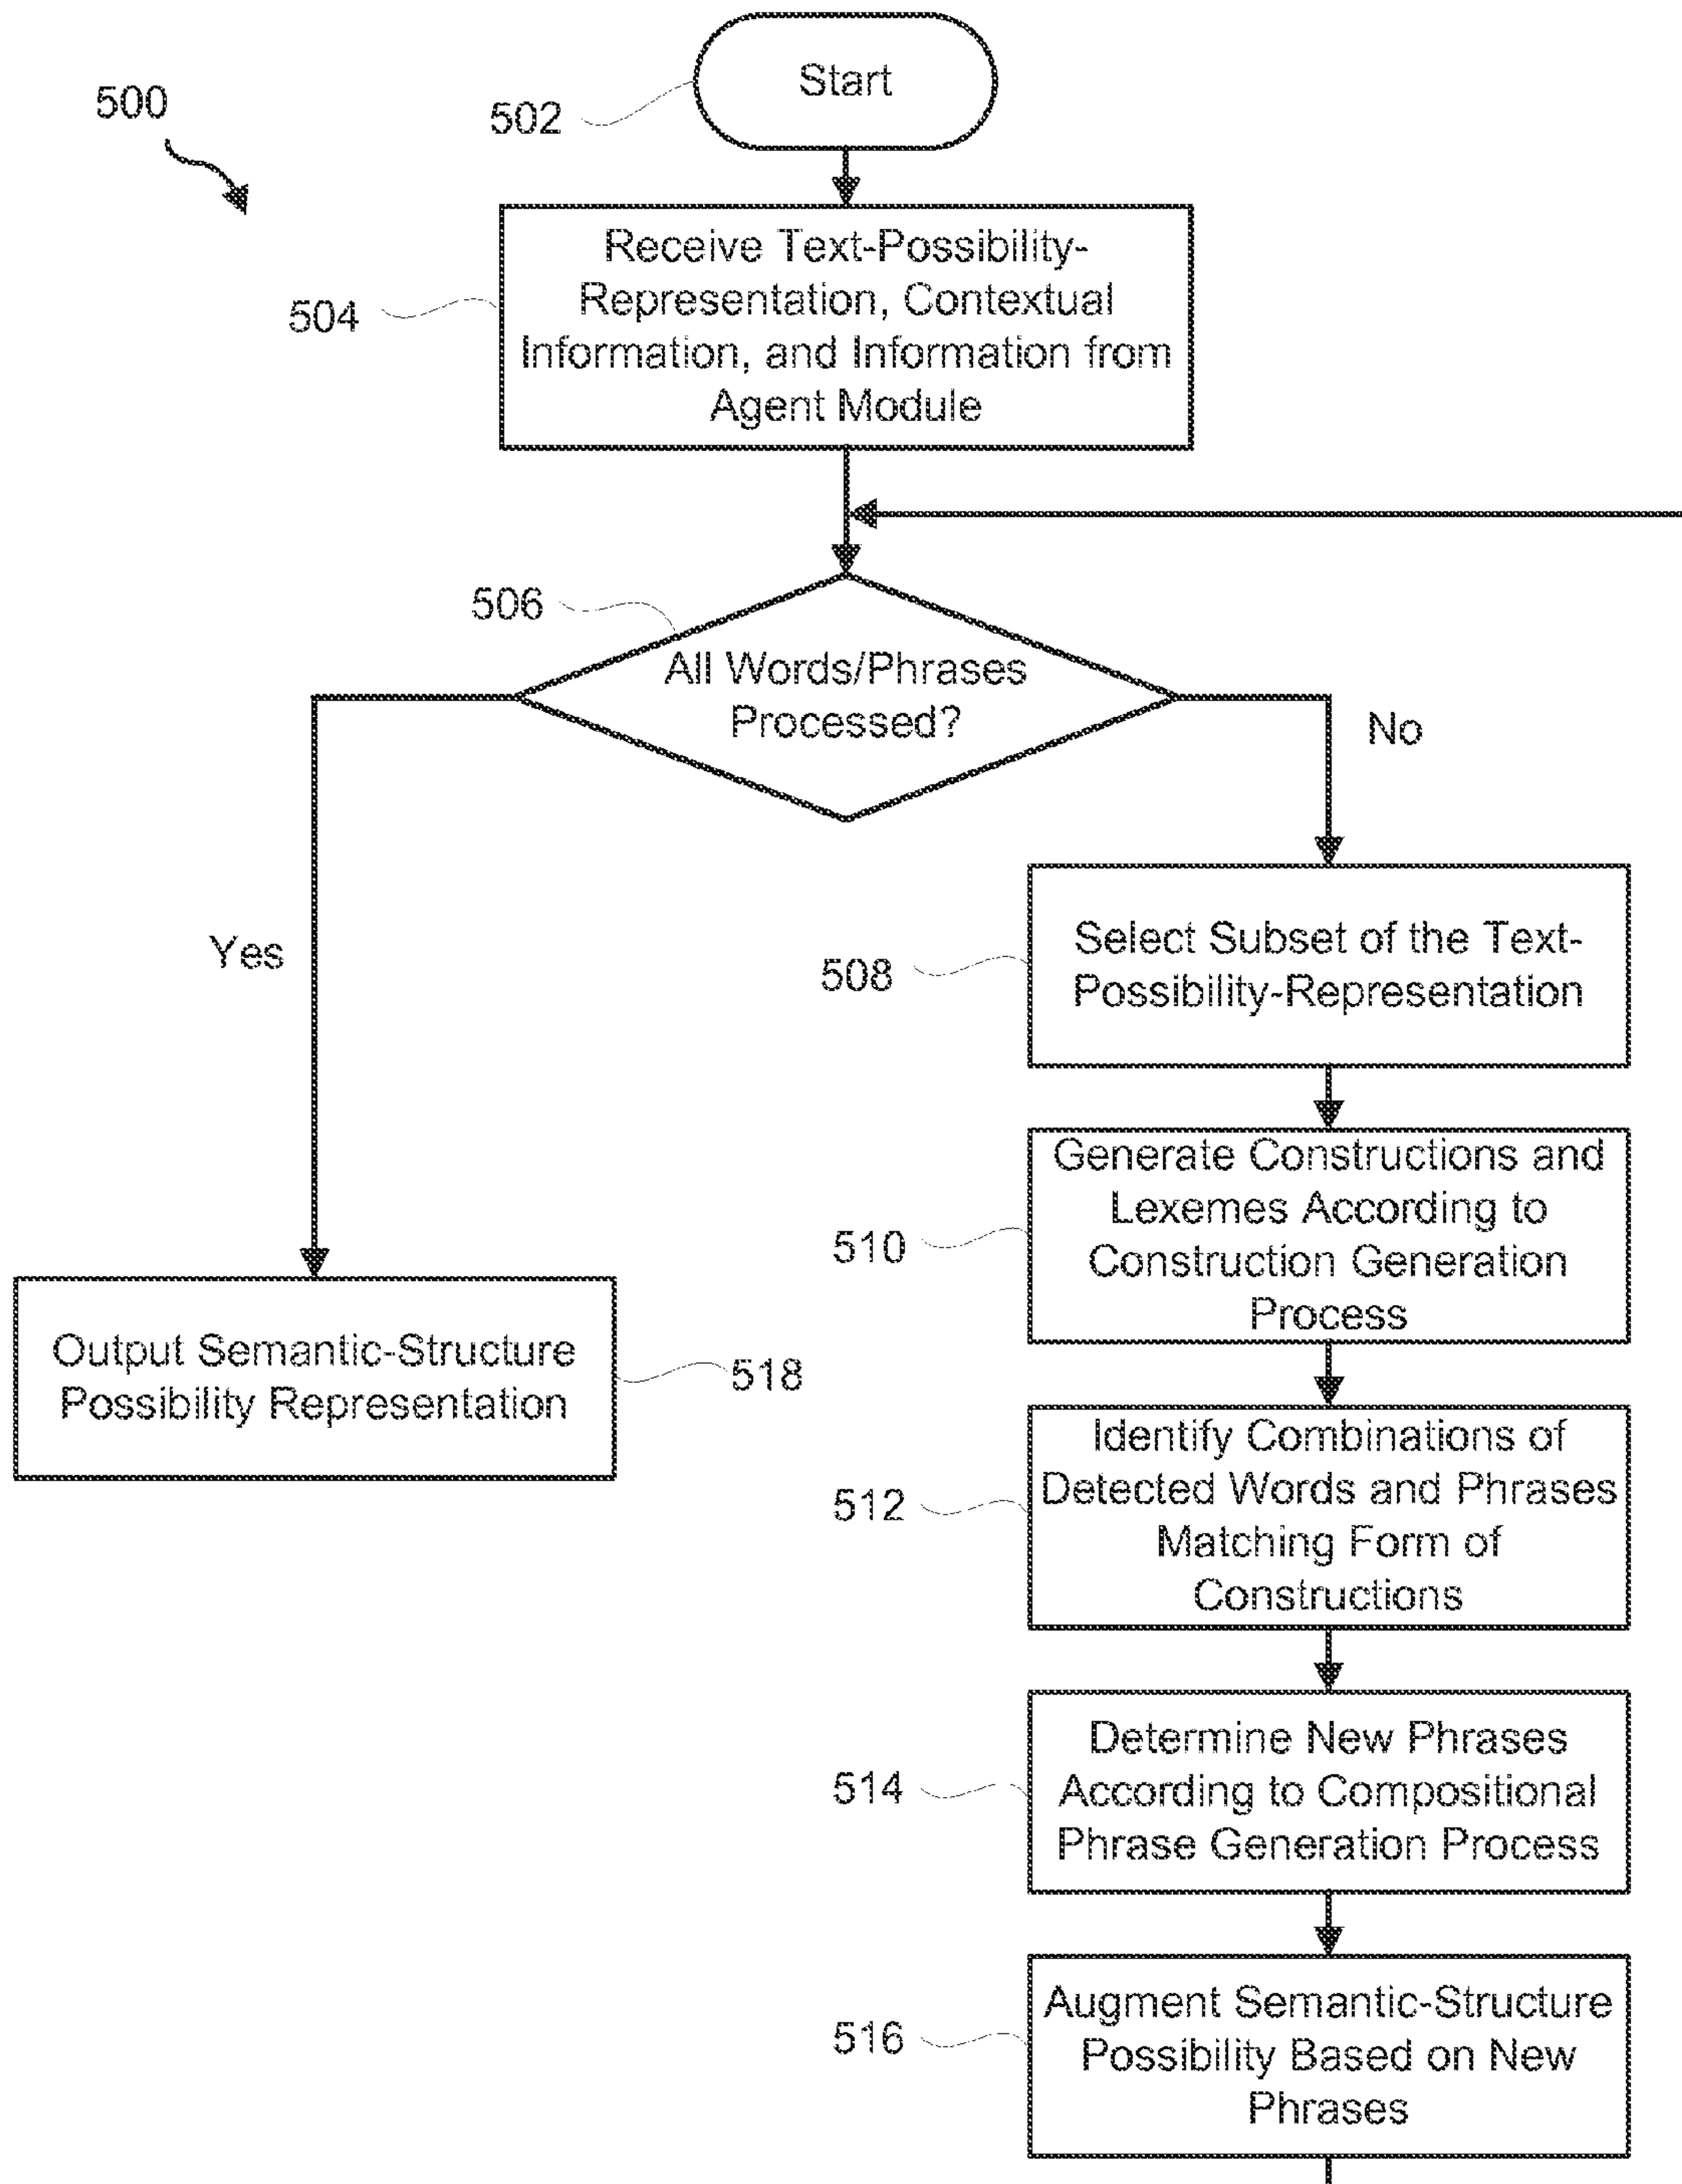 500
502
Start
504
Receive Text-Possibility-
Representation, Contextual
Information, and Information from
Agent Module
506
All Words/Phrases
Processed?
No
Yes
508
Select Subset of the Text-
Possibility-Representation
510
Generate Constructions and
Lexemes According to
Construction Generation
Process
Output Semantic-Structure
Possibility Representation
518
512
Identify Combinations of
Detected Words and Phrases
Matching Form of
Constructions
514
Determine New Phrases
According to Compositional
Phrase Generation Process
516
Augment Semantic-Structure
Possibility Based on New
Phrases